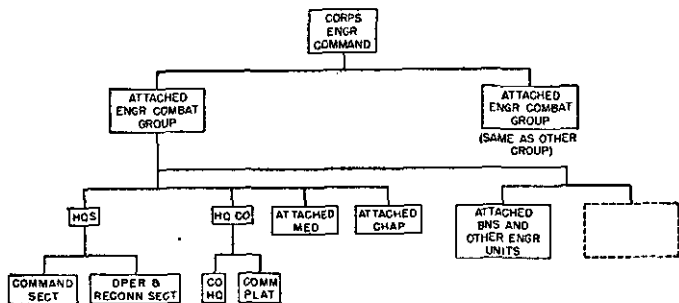 CORPS
ENGR
COMMAND
ATTACHED
ENGR COMBAT
GROUP
ATTACHED
ENGR COMBAT
GROUP
(SAME AS OTHER
GROUP)
HQS
HQ CO
ATTACHED
MED
ATTACHED
CHAP
ATTACHED
BNS AND
OTHER ENGR
UNITS
COMMAND
SECT
OPER &
RECONN SECT
CO
HQ
COMM
PLAT